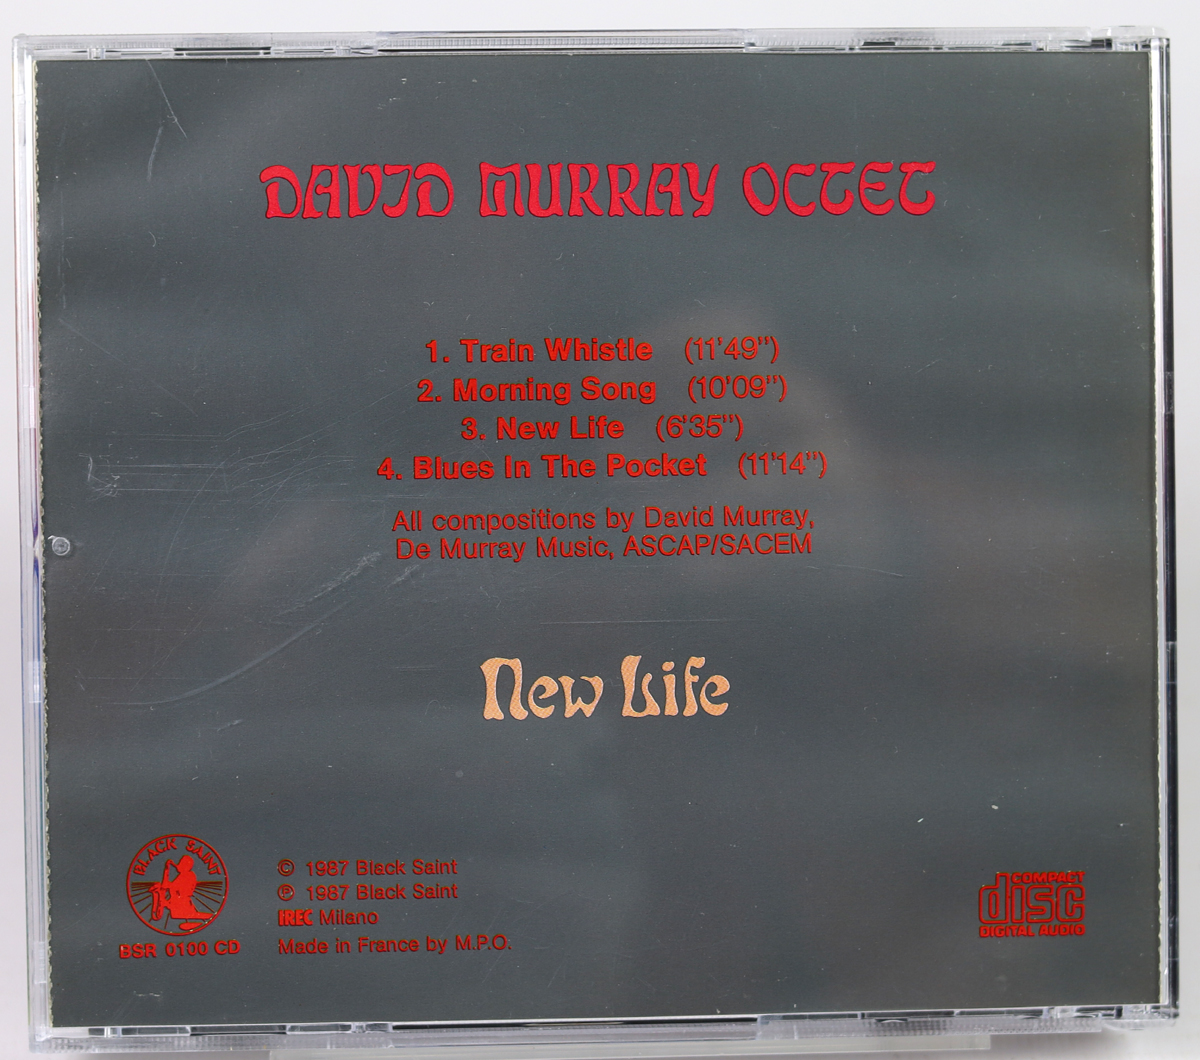 DAVID MURRAY OCTET
1. Train Whistle (11'49")
2. Morning Song (10'09")
3. New Life (6'35")
4. Blues In The Pocket (11'14")
All compositions by David Murray,
De Murray Music, ASCAP/SACEM
New Life
BLACK SAINT
BSR 0100 CD
© 1987 Black Saint
℗ 1987 Black Saint
IREC Milano
Made in France by M.P.O.
COMPACT
disc
DIGITAL AUDIO